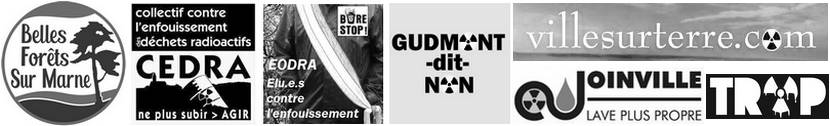 Belles
Forêts
Sur Marne
collectif contre
l'enfouissement
des déchets radioactifs
CEDRA
ne plus subir > AGIR
BURE
STOP!
EODRA
Elu.e.s
contre
l'enfouissement
GUDMONT
-dit-
NON
villesurterre.com
JOINVILLE
LAVE PLUS PROPRE
TROP